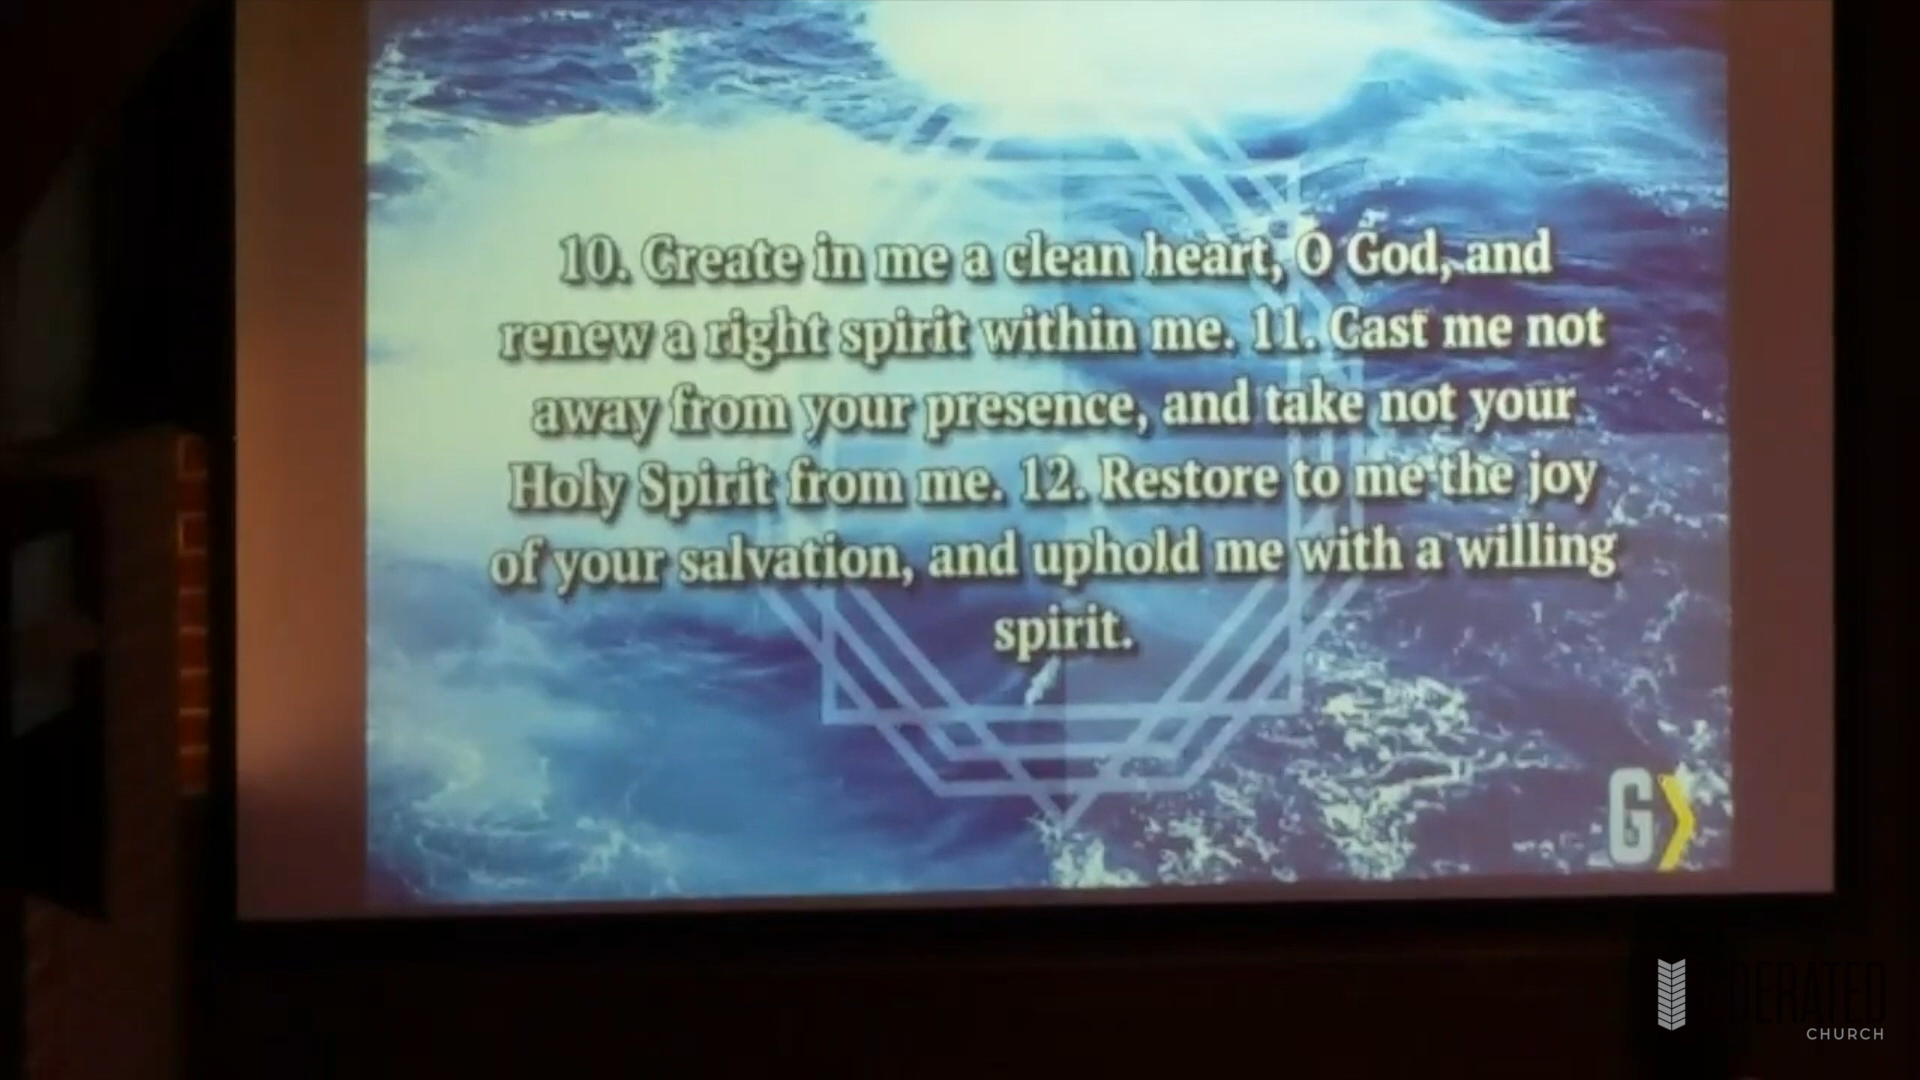 10. Create in me a clean heart, O God, and
renew a right spirit within me. 11. Cast me not
away from your presence, and take not your
Holy Spirit from me. 12. Restore to me the joy
of your salvation, and uphold me with a willing
spirit.
G
CHURCH